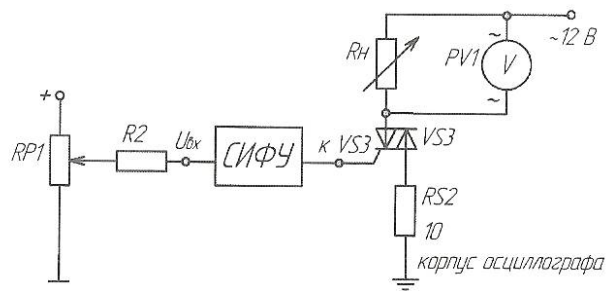 ~12 В
Rн
PV1
~
V
~
+
R2
Uвх
СИФУ
к VS3
VS3
RP1
RS2
10
корпус осциллографа